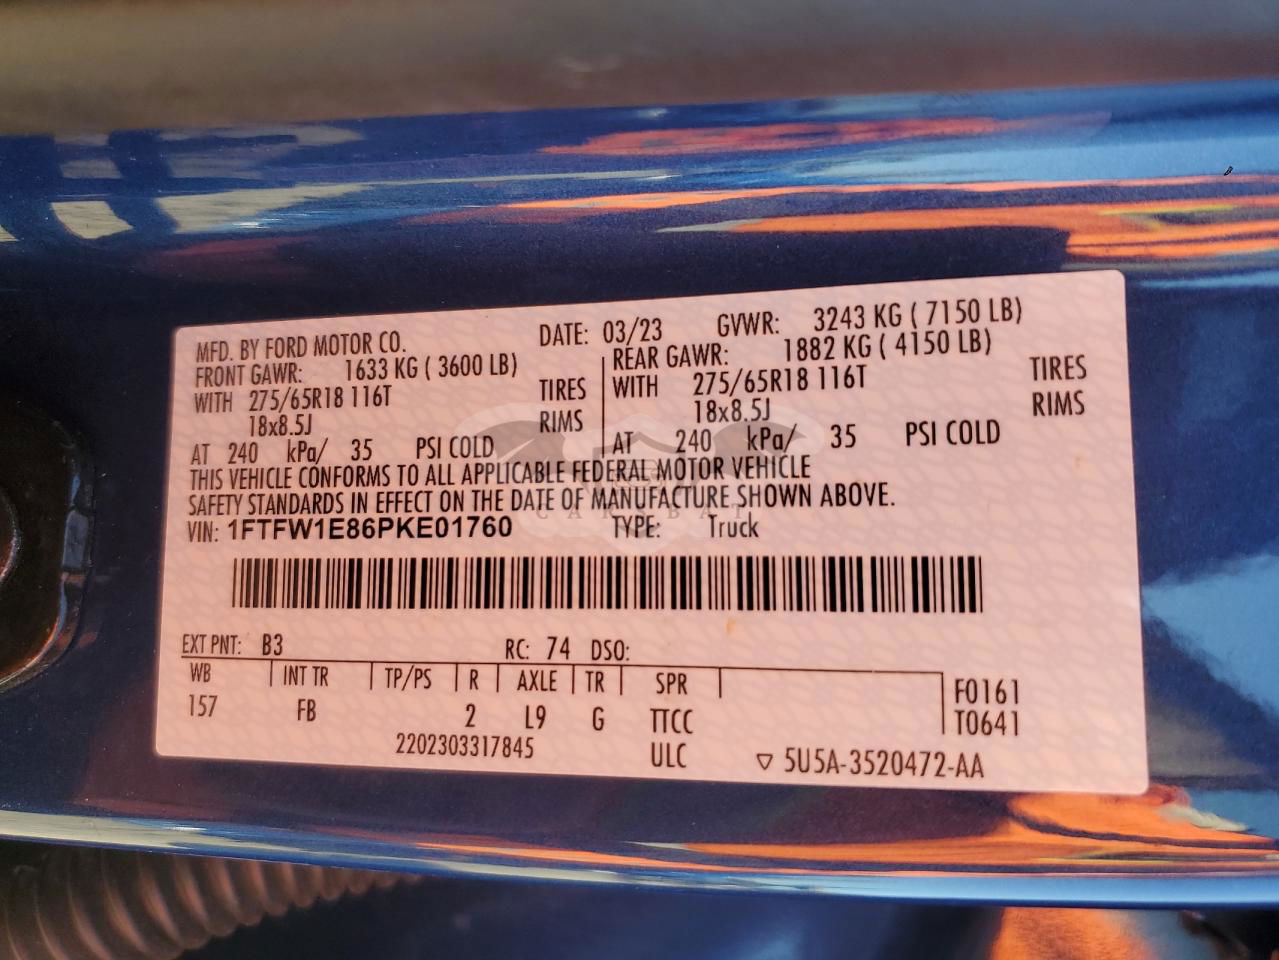 MFD. BY FORD MOTOR CO. DATE: 03/23 GVWR: 3243 KG ( 7150 LB)
FRONT GAWR: 1633 KG ( 3600 LB) REAR GAWR: 1882 KG ( 4150 LB)
WITH 275/65R18 116T TIRES WITH 275/65R18 116T TIRES
18x8.5J RIMS 18x8.5J RIMS
AT 240 kPa/ 35 PSI COLD AT 240 kPa/ 35 PSI COLD
THIS VEHICLE CONFORMS TO ALL APPLICABLE FEDERAL MOTOR VEHICLE
SAFETY STANDARDS IN EFFECT ON THE DATE OF MANUFACTURE SHOWN ABOVE.
CARSBAT
VIN: 1FTFW1E86PKE01760 TYPE: Truck
EXT PNT: B3 RC: 74 DSO:
WB INT TR TP/PS R AXLE TR SPR F0161
157 FB 2 L9 G TTCC T0641
2202303317845 ULC ▽ 5U5A-3520472-AA